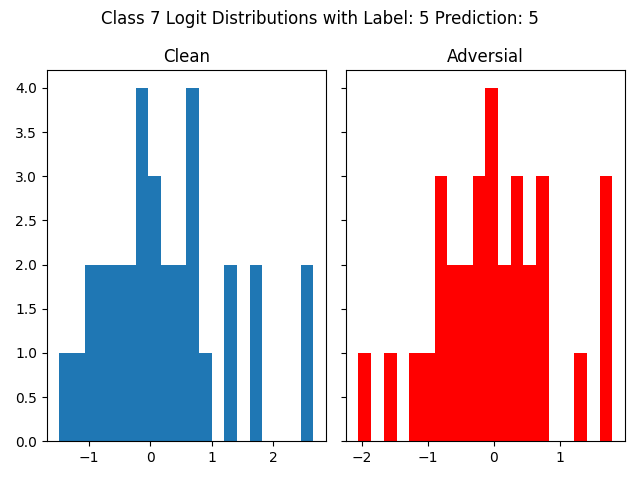 Class 7 Logit Distributions with Label: 5 Prediction: 5
Clean
Adversial
4.0
3.5
3.0
2.5
2.0
1.5
1.0
0.5
0.0
−1 0 1 2
−2 −1 0 1